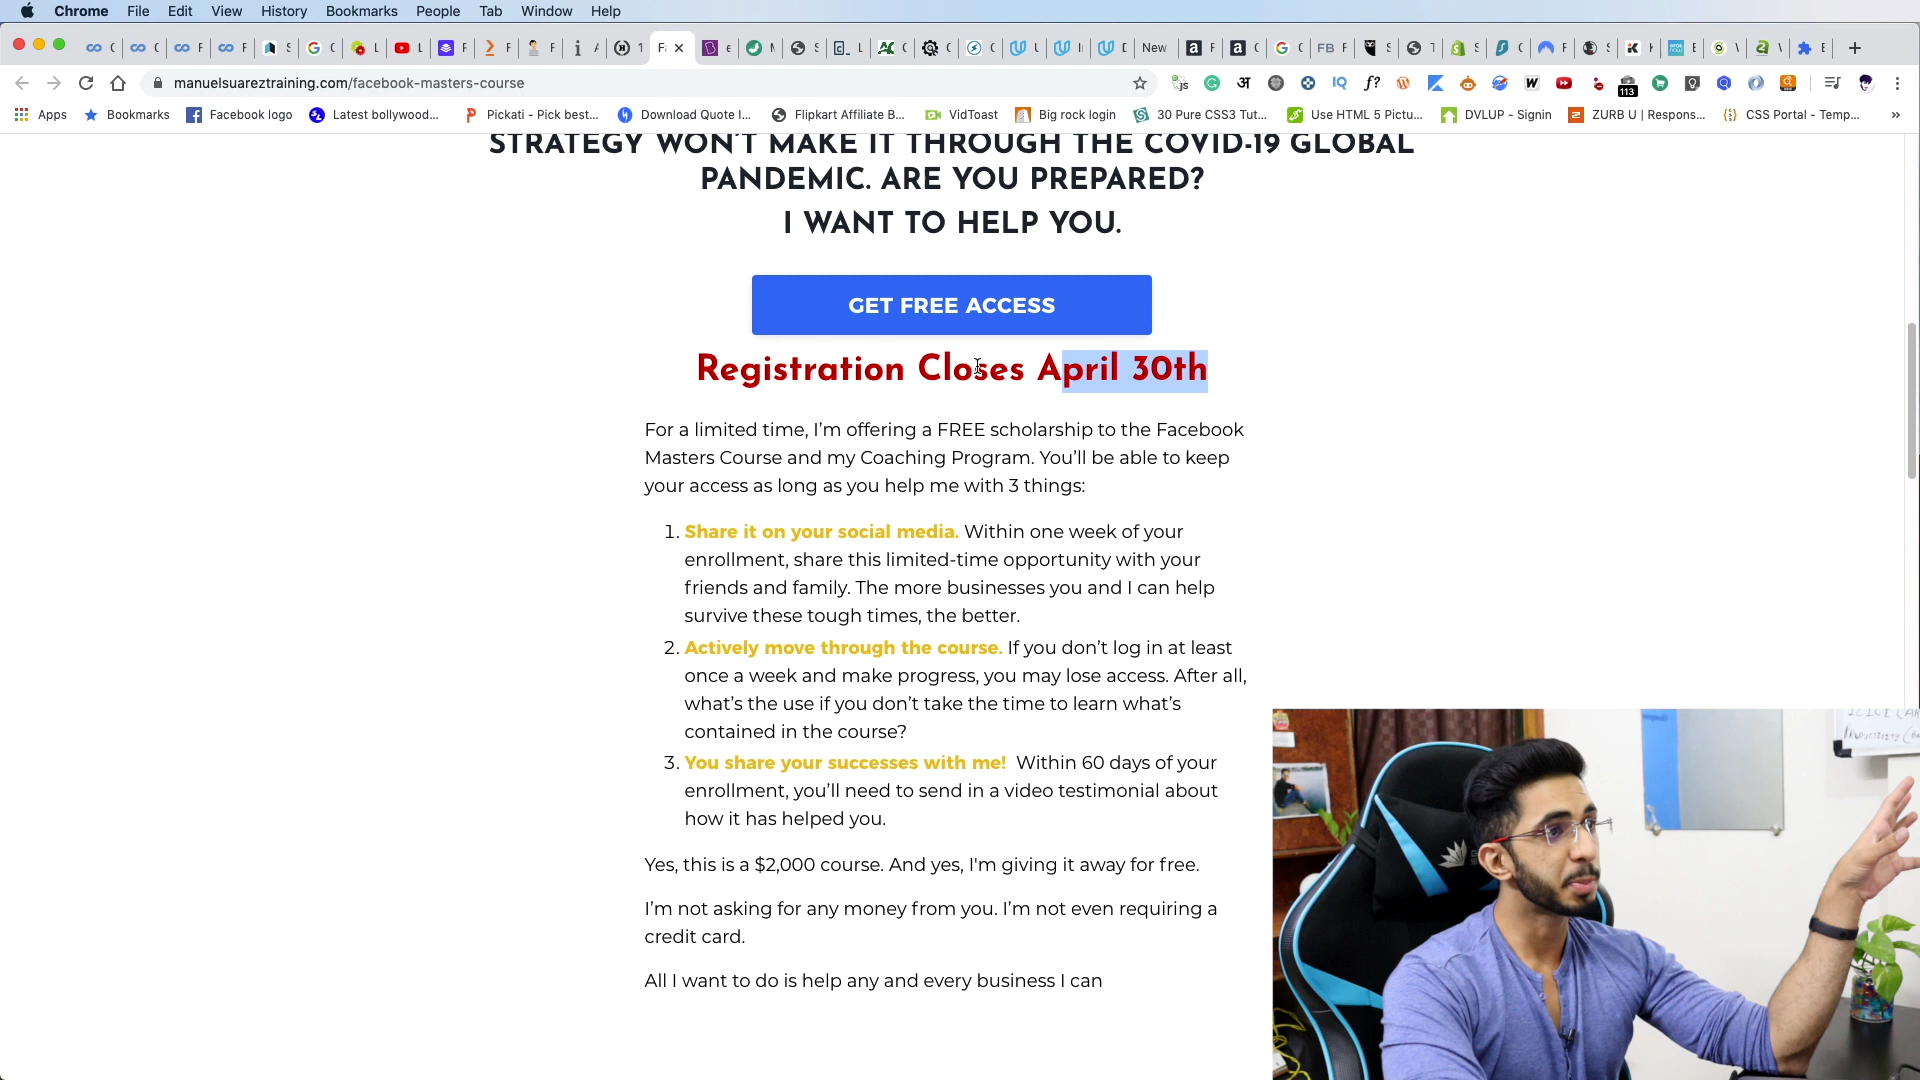 Chrome File Edit View History Bookmarks People Tab Window Help
manuelsuareztraining.com/facebook-masters-course
113
Apps Bookmarks Facebook logo Latest bollywood... Pickati - Pick best... Download Quote I... Flipkart Affiliate B... VidToast Big rock login 30 Pure CSS3 Tut... Use HTML 5 Pictu... DVLUP - Signin ZURB U | Respons... CSS Portal - Temp...
STRATEGY WON'T MAKE IT THROUGH THE COVID-19 GLOBAL
PANDEMIC. ARE YOU PREPARED?
I WANT TO HELP YOU.
GET FREE ACCESS
Registration Closes April 30th
For a limited time, I'm offering a FREE scholarship to the Facebook
Masters Course and my Coaching Program. You'll be able to keep
your access as long as you help me with 3 things:
1. Share it on your social media. Within one week of your
enrollment, share this limited-time opportunity with your
friends and family. The more businesses you and I can help
survive these tough times, the better.
2. Actively move through the course. If you don't log in at least
once a week and make progress, you may lose access. After all,
what's the use if you don't take the time to learn what's
contained in the course?
3. You share your successes with me! Within 60 days of your
enrollment, you'll need to send in a video testimonial about
how it has helped you.
Yes, this is a $2,000 course. And yes, I'm giving it away for free.
I'm not asking for any money from you. I'm not even requiring a
credit card.
All I want to do is help any and every business I can